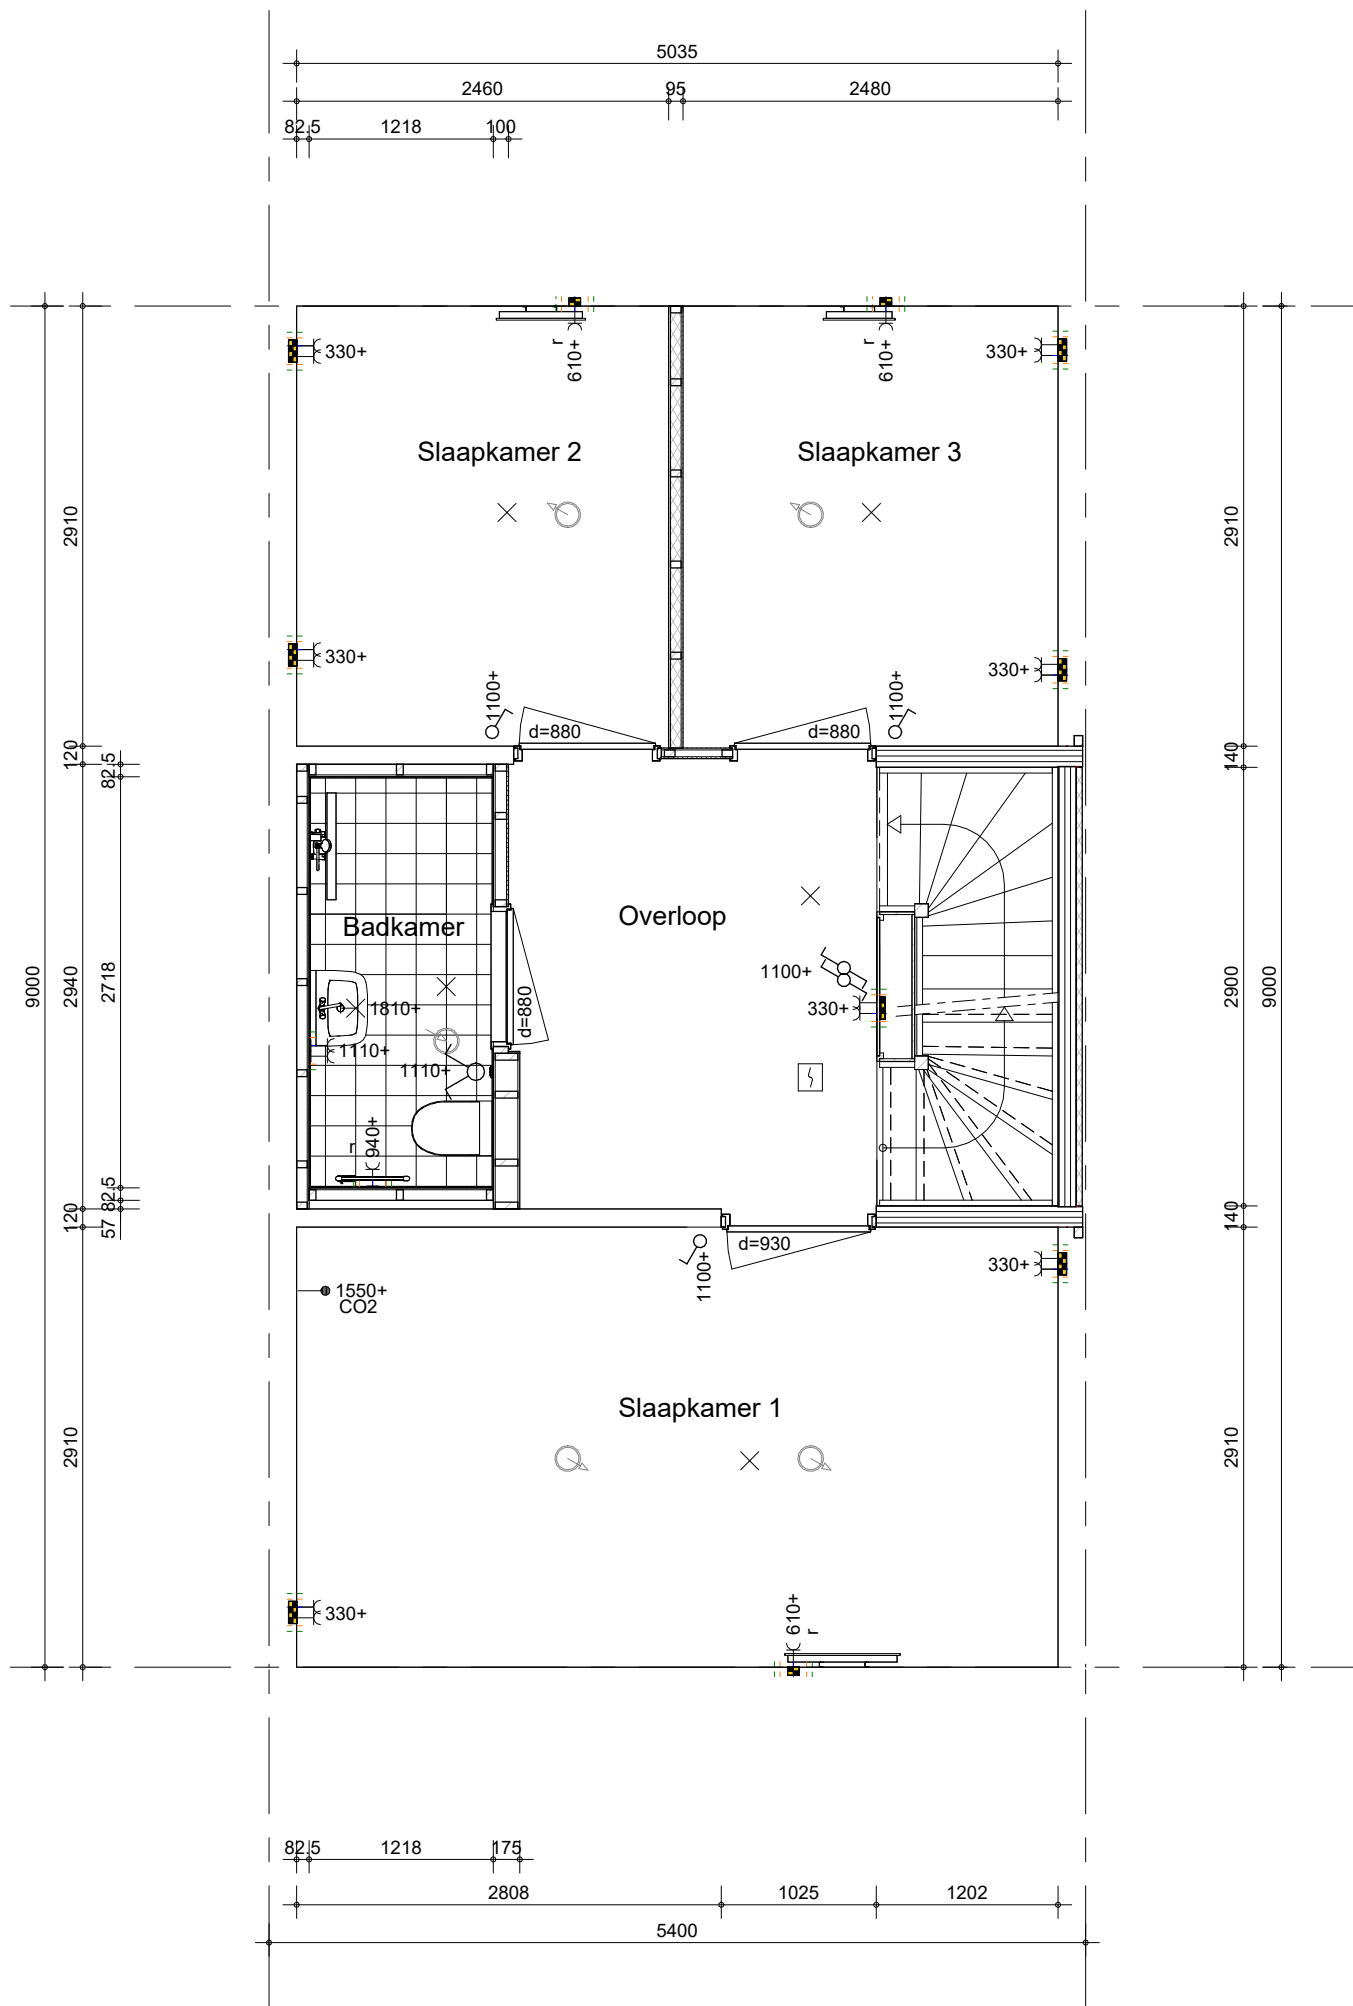 5035
2460 95 2480
82.5 1218 100
330+
r
610+
r
610+
330+
Slaapkamer 2
Slaapkamer 3
2910
2910
330+
330+
1100+
d=880
d=880
1100+
120
82.5
140
Badkamer
Overloop
9000
2940
2718
1100+
330+
2900
9000
1810+
d=880
1110+
1110+
r
940+
82.5
120
57
140
d=930
1100+
330+
1550+
CO2
Slaapkamer 1
2910
2910
330+
610+
r
82.5 1218 175
2808 1025 1202
5400